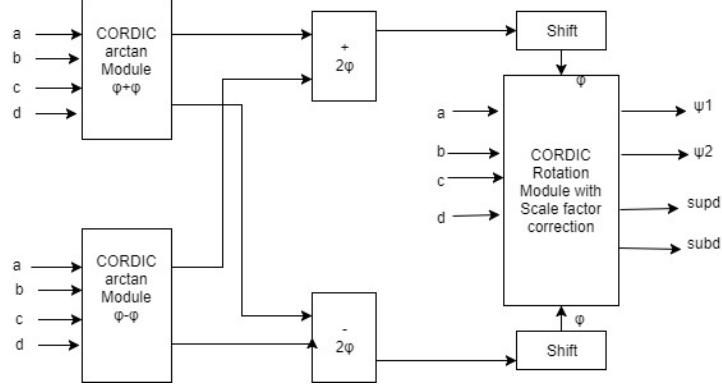 a
b
c
d
CORDIC
arctan
Module
φ+φ
+
2φ
Shift
φ
a
b
c
d
CORDIC
Rotation
Module with
Scale factor
correction
ψ1
ψ2
supd
subd
a
b
c
d
CORDIC
arctan
Module
φ-φ
-
2φ
φ
Shift